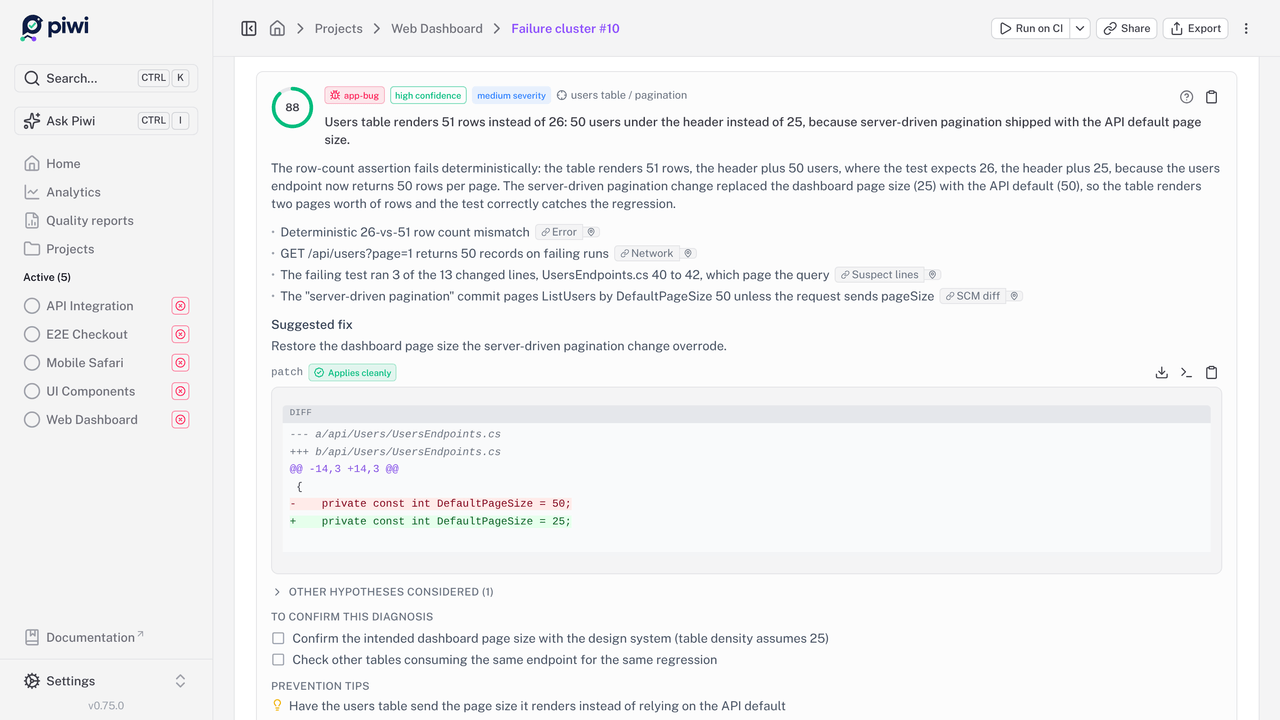 piwi
Search... CTRL K
Ask Piwi CTRL I
Home
Analytics
Quality reports
Projects
Active (5)
API Integration
E2E Checkout
Mobile Safari
UI Components
Web Dashboard
Documentation
Settings
v0.75.0
Projects Web Dashboard Failure cluster #10
Run on CI Share Export
88
app-bug high confidence medium severity users table / pagination
Users table renders 51 rows instead of 26: 50 users under the header instead of 25, because server-driven pagination shipped with the API default page
size.
The row-count assertion fails deterministically: the table renders 51 rows, the header plus 50 users, where the test expects 26, the header plus 25, because the users
endpoint now returns 50 rows per page. The server-driven pagination change replaced the dashboard page size (25) with the API default (50), so the table renders
two pages worth of rows and the test correctly catches the regression.
· Deterministic 26-vs-51 row count mismatch Error
· GET /api/users?page=1 returns 50 records on failing runs Network
· The failing test ran 3 of the 13 changed lines, UsersEndpoints.cs 40 to 42, which page the query Suspect lines
· The "server-driven pagination" commit pages ListUsers by DefaultPageSize 50 unless the request sends pageSize SCM diff
Suggested fix
Restore the dashboard page size the server-driven pagination change overrode.
patch Applies cleanly
DIFF
--- a/api/Users/UsersEndpoints.cs
+++ b/api/Users/UsersEndpoints.cs
@@ -14,3 +14,3 @@
{
-    private const int DefaultPageSize = 50;
+    private const int DefaultPageSize = 25;
OTHER HYPOTHESES CONSIDERED (1)
TO CONFIRM THIS DIAGNOSIS
Confirm the intended dashboard page size with the design system (table density assumes 25)
Check other tables consuming the same endpoint for the same regression
PREVENTION TIPS
Have the users table send the page size it renders instead of relying on the API default